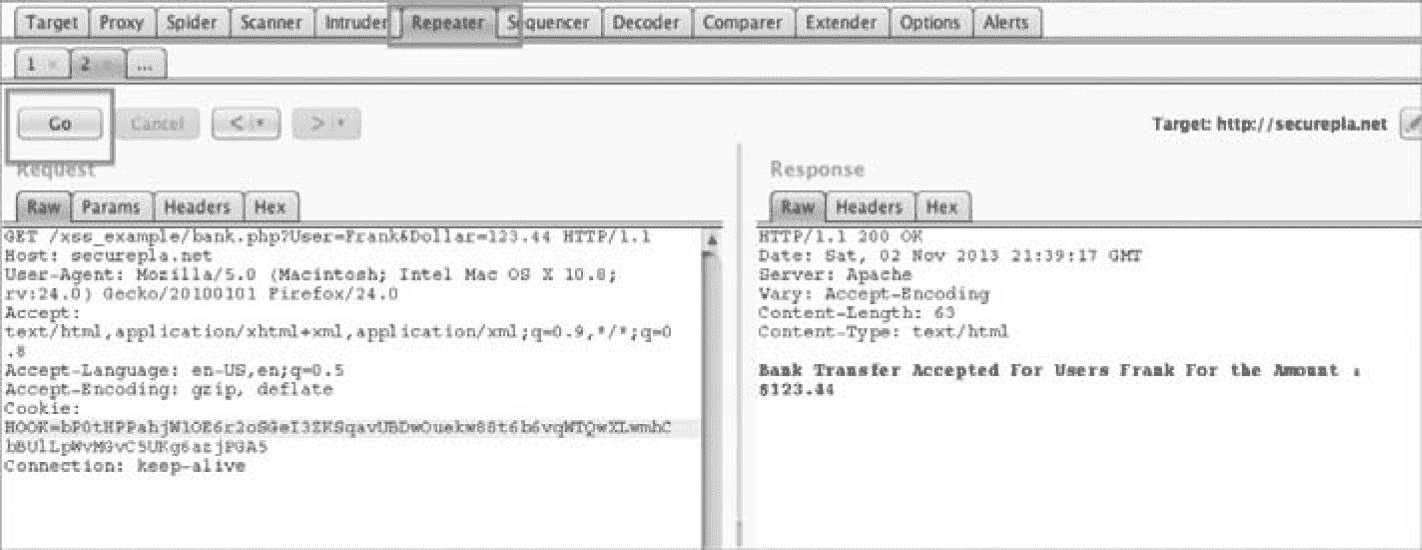 Target Proxy Spider Scanner Intruder Repeater Sequencer Decoder Comparer Extender Options Alerts
1 × 2 × ...
Go Cancel < >
Target: http://securepla.net
Request
Raw Params Headers Hex
GET /xss_example/bank.php?User=Frank&Dollar=123.44 HTTP/1.1
Host: securepla.net
User-Agent: Mozilla/5.0 (Macintosh; Intel Mac OS X 10.8;
rv:24.0) Gecko/20100101 Firefox/24.0
Accept:
text/html,application/xhtml+xml,application/xml;q=0.9,*/*;q=0
.8
Accept-Language: en-US,en;q=0.5
Accept-Encoding: gzip, deflate
Cookie:
Connection: keep-alive
Response
Raw Headers Hex
HTTP/1.1 200 OK
Date: Sat, 02 Nov 2013 21:39:17 GMT
Server: Apache
Vary: Accept-Encoding
Content-Length: 63
Content-Type: text/html
Bank Transfer Accepted For Users Frank For the Amount :
$123.44